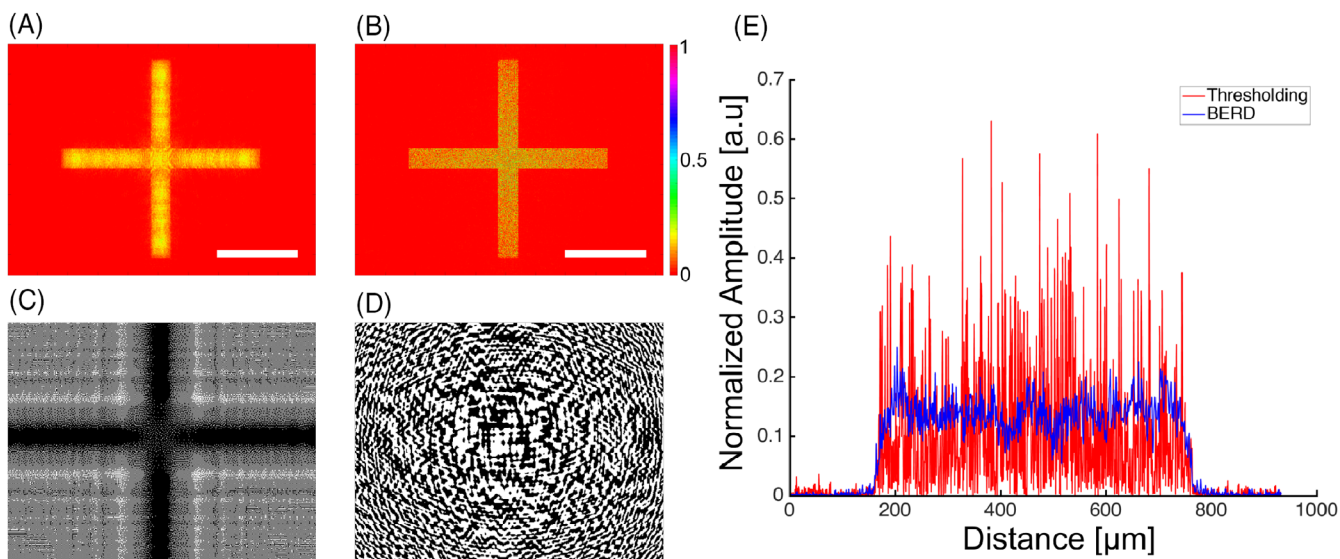 (A)
(B)
1
0.5
0
(C)
(D)
(E)
Normalized Amplitude [a.u]
0.7
0.6
0.5
0.4
0.3
0.2
0.1
0
Thresholding
BERD
0 200 400 600 800 1000
Distance [µm]